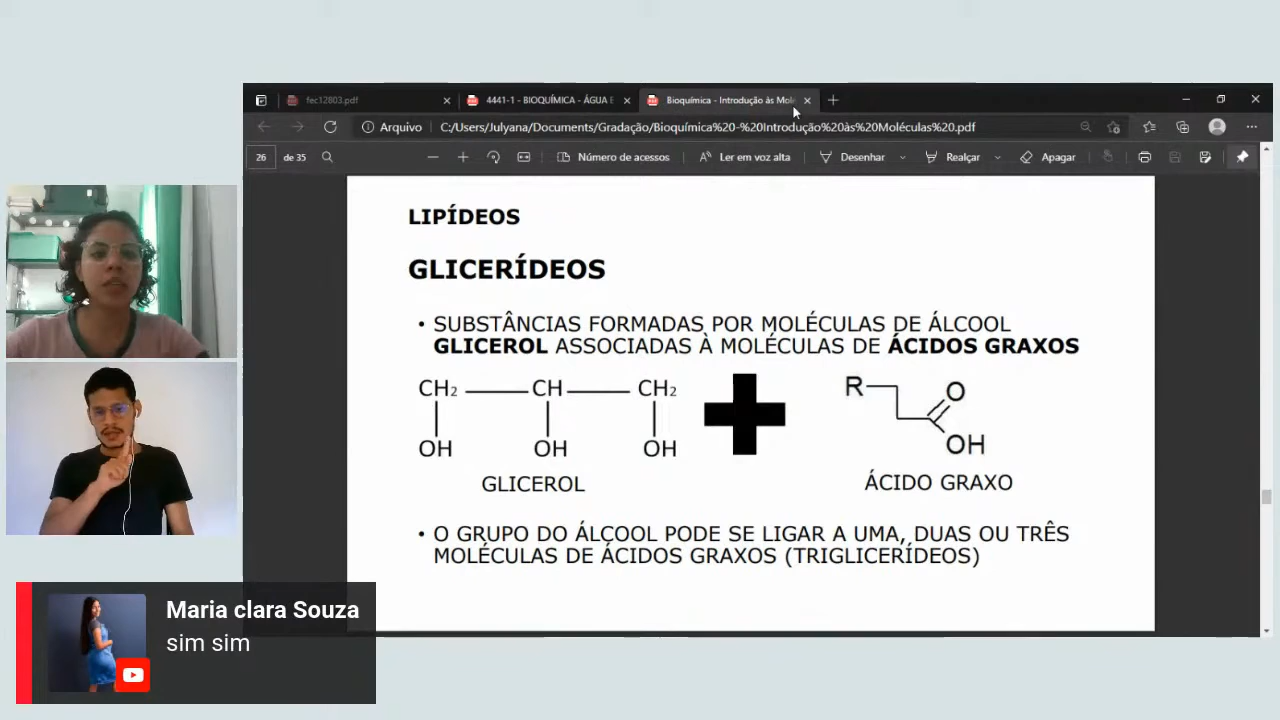 fec12803.pdf
4441-1 - BIOQUÍMICA - ÁGUA E
Bioquímica - Introdução às Mol
Arquivo
C:/Users/Julyana/Documents/Gradação/Bioquímica%20-%20Introdução%20às%20Moléculas%20.pdf
26 de 35
Número de acessos
Ler em voz alta
Desenhar
Realçar
Apagar
LIPÍDEOS
GLICERÍDEOS
• SUBSTÂNCIAS FORMADAS POR MOLÉCULAS DE ÁLCOOL
GLICEROL ASSOCIADAS À MOLÉCULAS DE ÁCIDOS GRAXOS
CH₂ CH CH₂
OH OH OH
GLICEROL
R O
OH
ÁCIDO GRAXO
• O GRUPO DO ÁLCOOL PODE SE LIGAR A UMA, DUAS OU TRÊS
MOLÉCULAS DE ÁCIDOS GRAXOS (TRIGLICERÍDEOS)
Maria clara Souza
sim sim